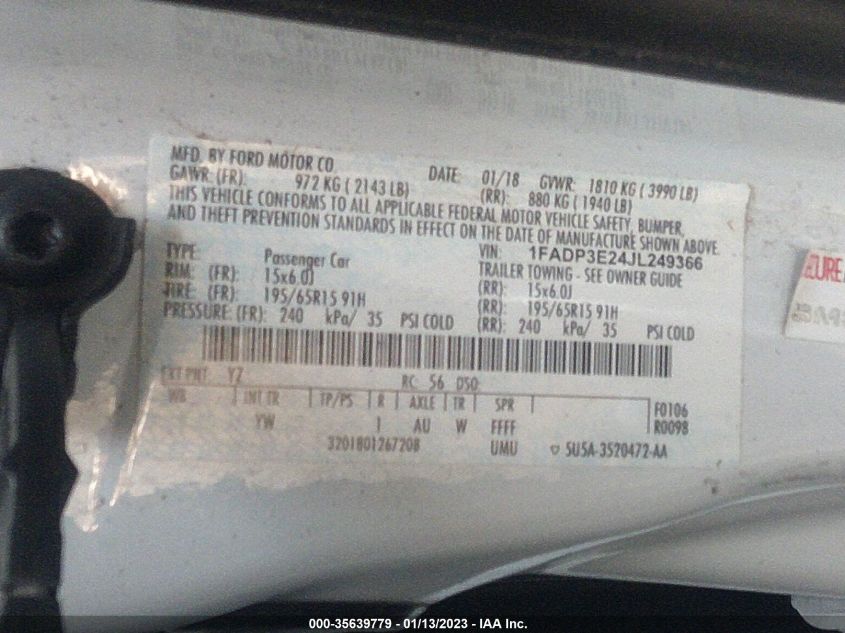 MFD. BY FORD MOTOR CO. DATE: 01/18 GVWR: 1810 KG ( 3990 LB)
GAWR: (FR): 972 KG ( 2143 LB) (RR): 880 KG ( 1940 LB)
THIS VEHICLE CONFORMS TO ALL APPLICABLE FEDERAL MOTOR VEHICLE SAFETY, BUMPER,
AND THEFT PREVENTION STANDARDS IN EFFECT ON THE DATE OF MANUFACTURE SHOWN ABOVE.
TYPE: Passenger Car VIN: 1FADP3E24JL249366
TRAILER TOWING - SEE OWNER GUIDE
RIM: (FR): 15x6.0J (RR): 15x6.0J
TIRE: (FR): 195/65R15 91H (RR): 195/65R15 91H
PRESSURE: (FR): 240 kPa/ 35 PSI COLD (RR): 240 kPa/ 35 PSI COLD
EXT PNT: YZ RC: 56 DSO:
WB INT TR TP/PS R AXLE TR SPR F0106
YW 1 AU W FFFF R0098
3201801267208 UMU 5U5A-3520472-AA
000-35639779 - 01/13/2023 - IAA Inc.